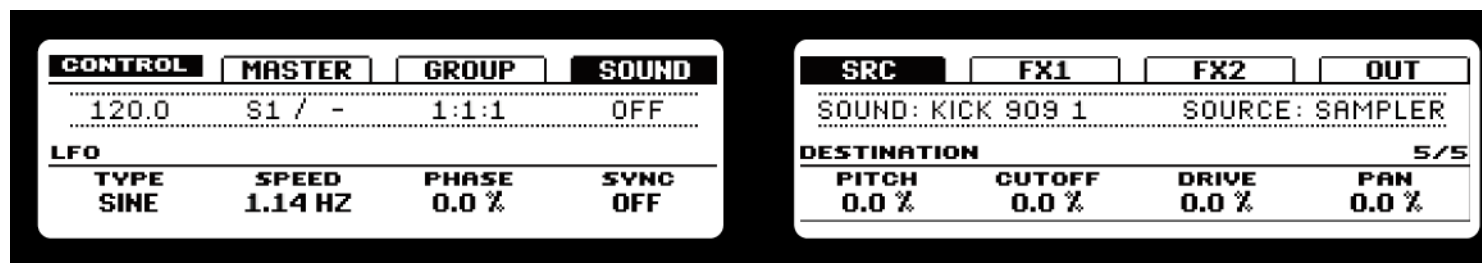 CONTROL MASTER GROUP SOUND
120.0 S1 / - 1:1:1 OFF
LFO
TYPE SPEED PHASE SYNC
SINE 1.14 HZ 0.0 % OFF
SRC FX1 FX2 OUT
SOUND: KICK 909 1 SOURCE: SAMPLER
DESTINATION 5/5
PITCH CUTOFF DRIVE PAN
0.0 % 0.0 % 0.0 % 0.0 %